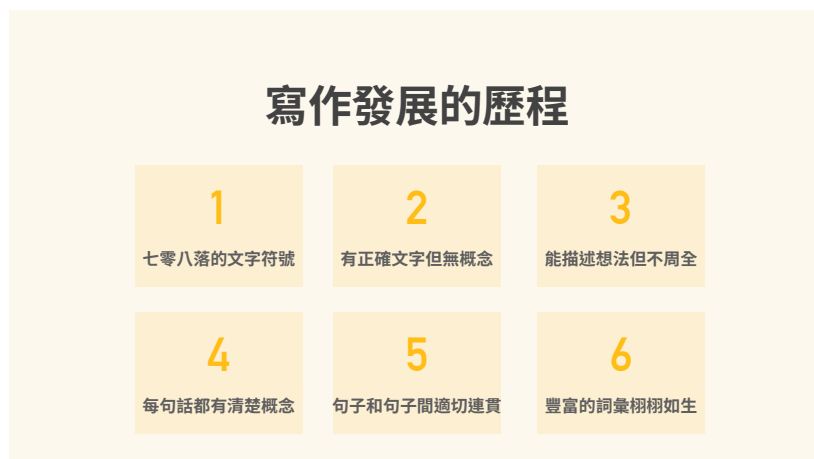 寫作發展的歷程
1
七零八落的文字符號
2
有正確文字但無概念
3
能描述想法但不周全
4
每句話都有清楚概念
5
句子和句子間適切連貫
6
豐富的詞彙栩栩如生